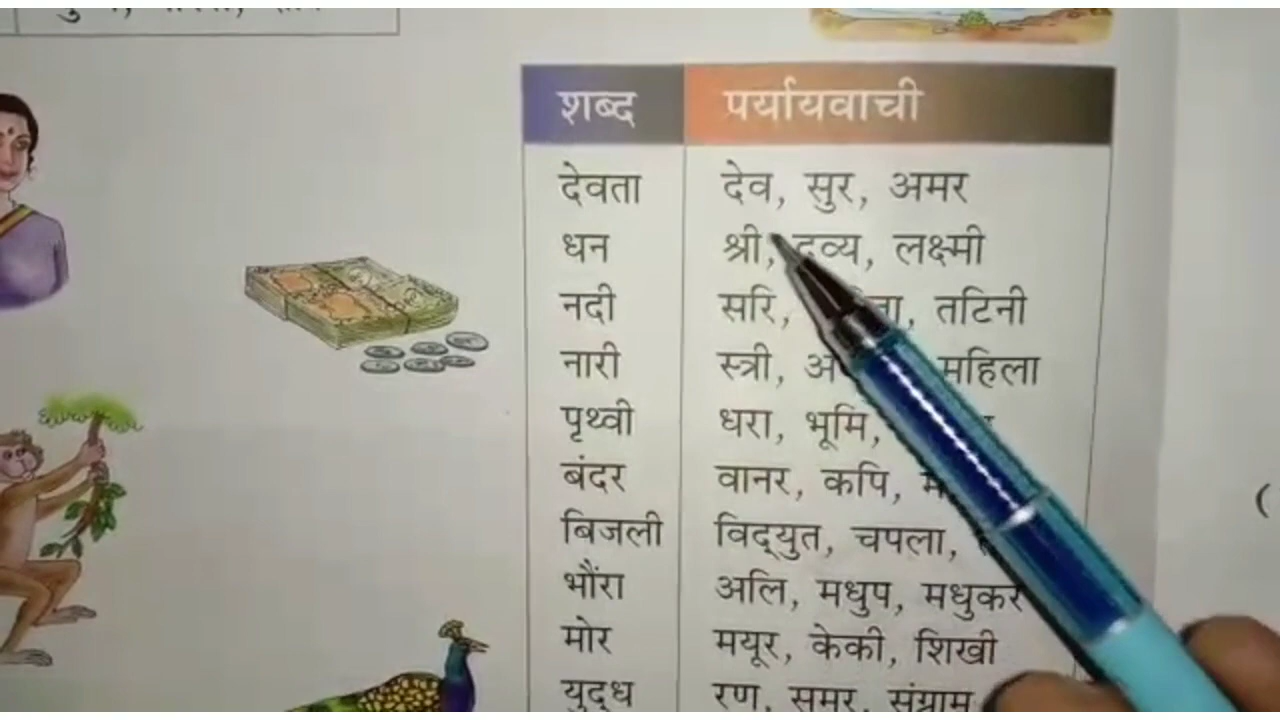 शब्द पर्यायवाची
देवता देव, सुर, अमर
धन श्री, द्रव्य, लक्ष्मी
नदी सरि, तटिनी
नारी स्त्री, महिला
पृथ्वी धरा, भूमि,
बंदर वानर, कपि,
बिजली विद्युत, चपला,
भौंरा अलि, मधुप, मधुकर
मोर मयूर, केकी, शिखी
युद्ध रण, समर, संग्राम
(